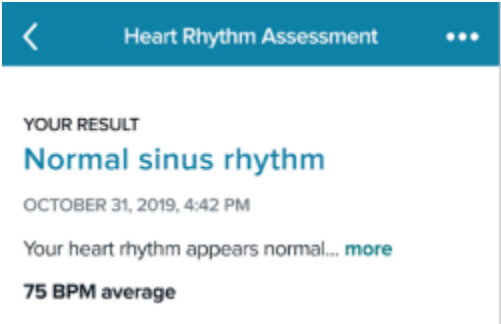 Heart Rhythm Assessment
YOUR RESULT
Normal sinus rhythm
OCTOBER 31, 2019, 4:42 PM
Your heart rhythm appears normal... more
75 BPM average